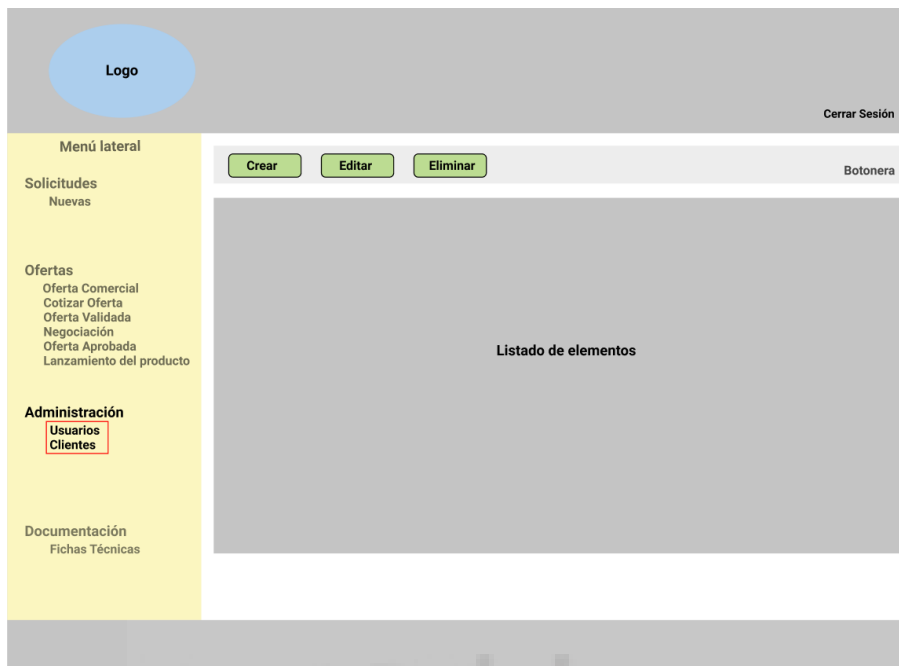 Logo
Cerrar Sesión
Menú lateral
Solicitudes
Nuevas
Ofertas
Oferta Comercial
Cotizar Oferta
Oferta Validada
Negociación
Oferta Aprobada
Lanzamiento del producto
Administración
Usuarios
Clientes
Documentación
Fichas Técnicas
Crear Editar Eliminar Botonera
Listado de elementos